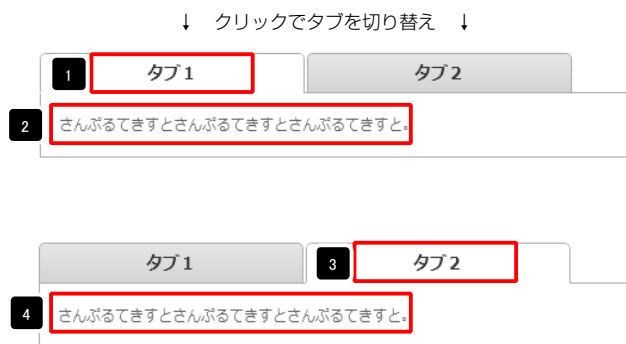 ↓ クリックでタブを切り替え ↓
1 タブ1 タブ2
2 さんぷるてきすとさんぷるてきすとさんぷるてきすと。
タブ1 3 タブ2
4 さんぷるてきすとさんぷるてきすとさんぷるてきすと。